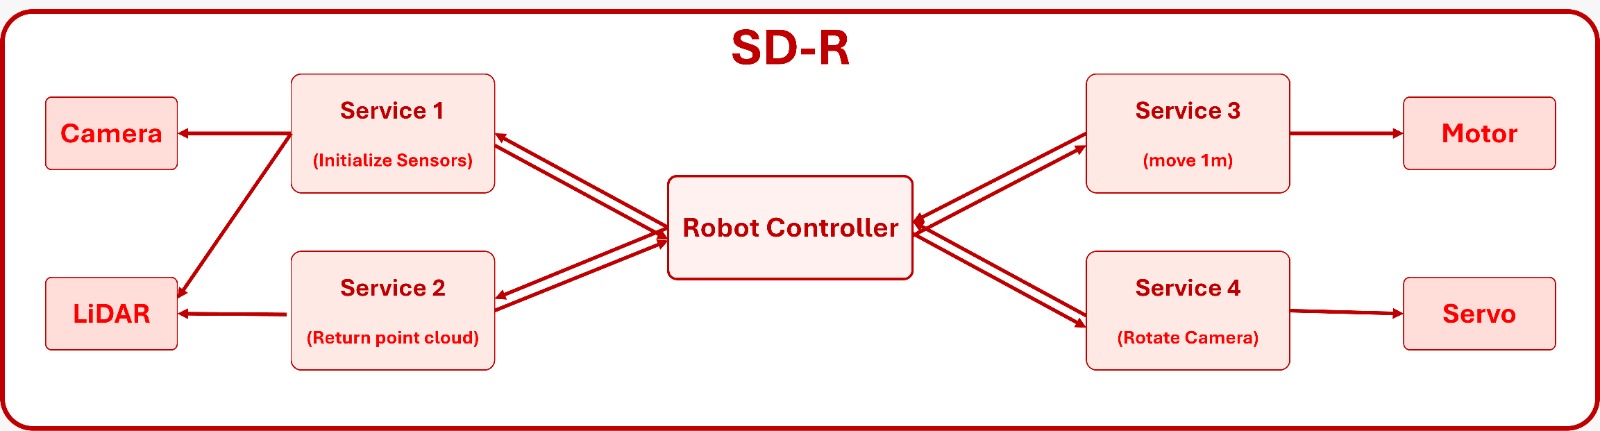 SD-R
Camera
Service 1
(Initialize Sensors)
LiDAR
Service 2
(Return point cloud)
Robot Controller
Service 3
(move 1m)
Motor
Service 4
(Rotate Camera)
Servo